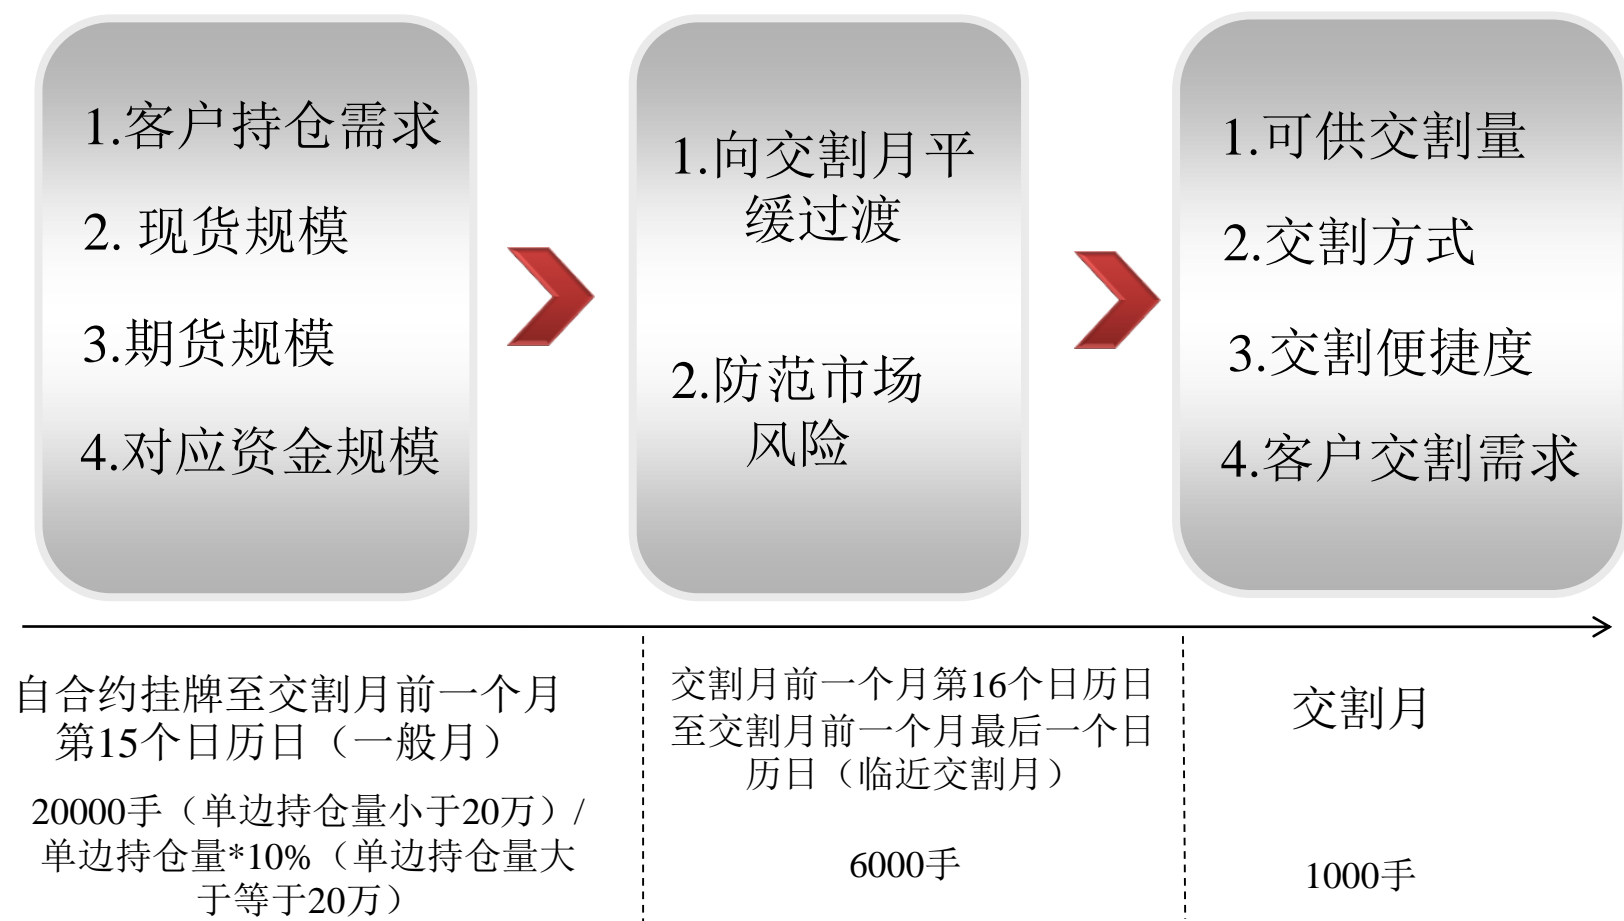 1.客户持仓需求
2. 现货规模
3.期货规模
4.对应资金规模
1.向交割月平
缓过渡
2.防范市场
风险
1.可供交割量
2.交割方式
3.交割便捷度
4.客户交割需求
自合约挂牌至交割月前一个月
第15个日历日（一般月）
20000手（单边持仓量小于20万）/
单边持仓量*10%（单边持仓量大
于等于20万）
交割月前一个月第16个日历日
至交割月前一个月最后一个日
历日（临近交割月）
6000手
交割月
1000手